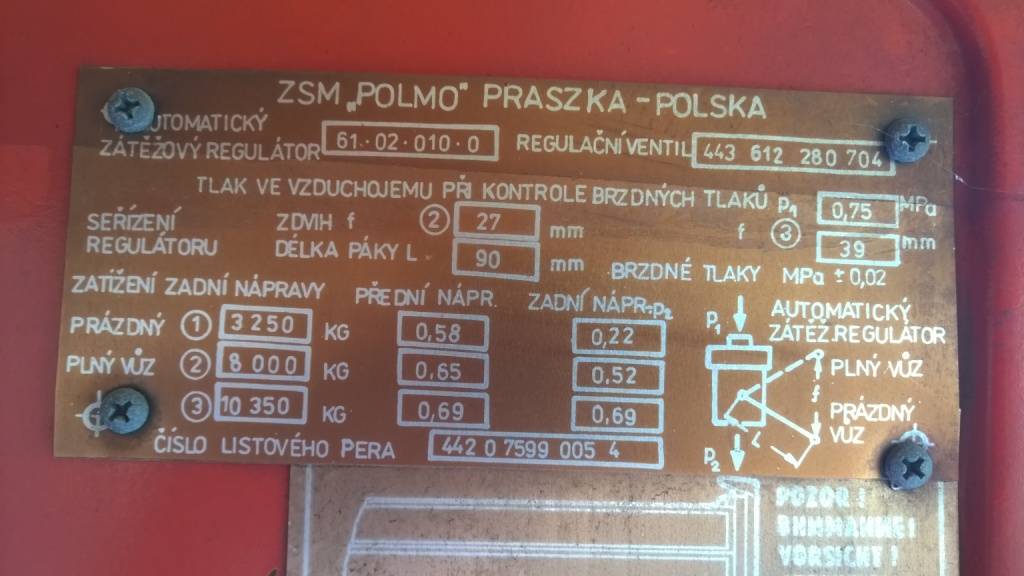 ZSM „POLMO" PRASZKA - POLSKA
AUTOMATICKÝ
ZÁTĚŽOVÝ REGULÁTOR 61·02·010·0 REGULAČNÍ VENTIL 443 612 280 704
TLAK VE VZDUCHOJEMU PŘI KONTROLE BRZDNÝCH TLAKŮ p₁ 0,75 MPa
SEŘÍZENÍ ZDVIH f ② 27 mm f ③ 39 mm
REGULÁTORU DÉLKA PÁKY L 90 mm BRZDNÉ TLAKY MPa ± 0,02
ZATÍŽENÍ ZADNÍ NÁPRAVY PŘEDNÍ NÁPR. ZADNÍ NÁPR-p₂ AUTOMATICKÝ
PRÁZDNÝ ① 3250 KG 0,58 0,22 p₁ ZÁTĚŽ. REGULÁTOR
PLNÝ VŮZ ② 8 000 KG 0,65 0,52 PLNÝ VŮZ
f
③ 10 350 KG 0,69 0,69 PRÁZDNÝ
L VŮZ
ČÍSLO LISTOVÉHO PERA 442 0 7599 005 4 p₂
POZOR!
ВНИМАНИЕ!
VORSICHT!